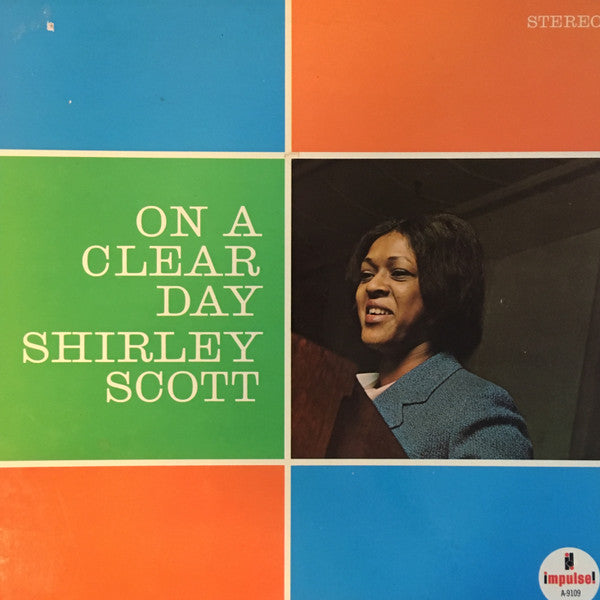 STEREO
ON A
CLEAR
DAY
SHIRLEY
SCOTT
impulse!
A-9109